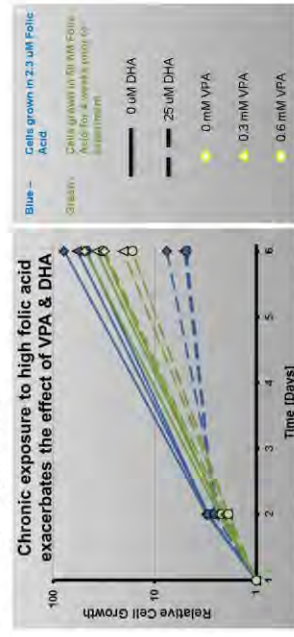 Chronic exposure to high folic acid
exacerbates the effect of VPA & DHA
100
10
1
Relative Cell Growth
1
2
3
4
5
6
Time [Days]
Blue – Cells grown in 2.3 uM Folic
Acid
Green – Cells grown in
Folic
Acid for 4 weeks prior to
experiment
0 uM DHA
25 uM DHA
0 mM VPA
0.3 mM VPA
0.6 mM VPA